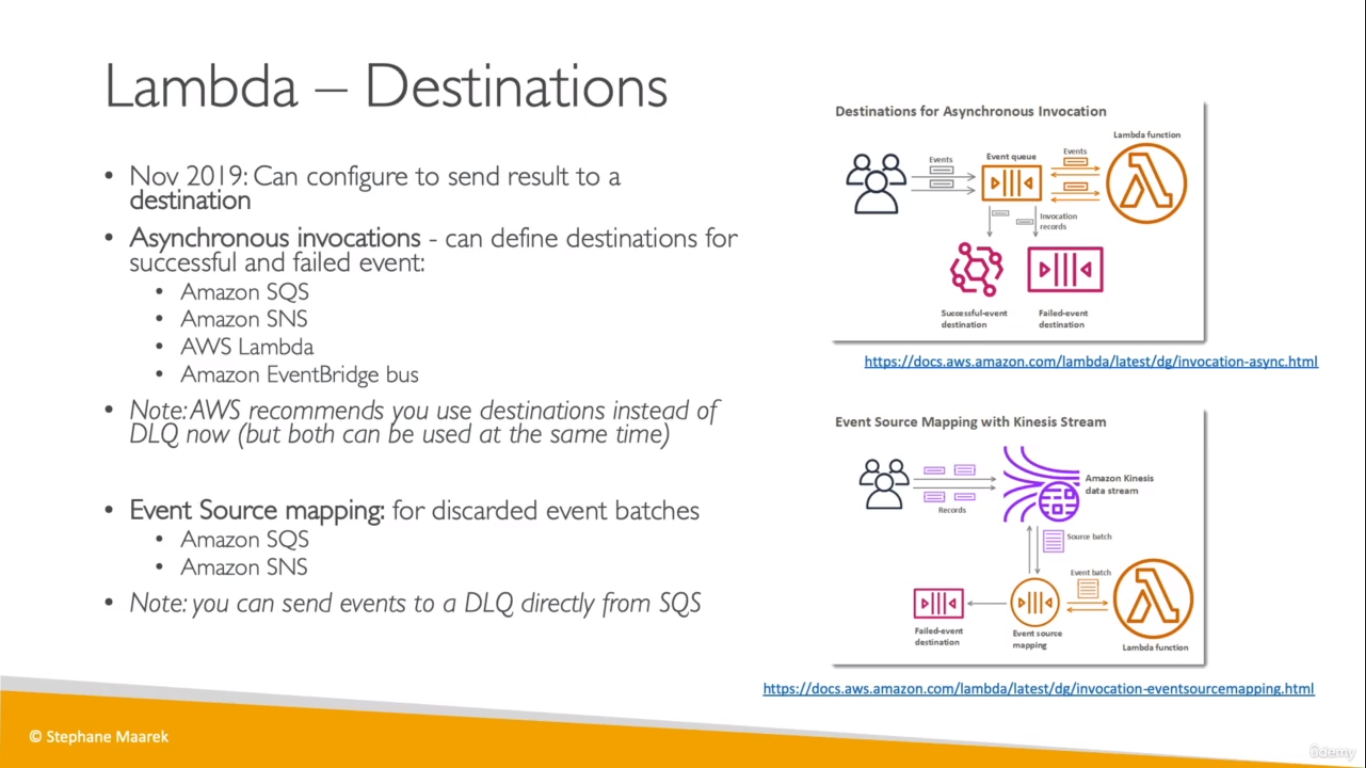 Lambda – Destinations
• Nov 2019: Can configure to send result to a
destination
• Asynchronous invocations - can define destinations for
successful and failed event:
• Amazon SQS
• Amazon SNS
• AWS Lambda
• Amazon EventBridge bus
• Note: AWS recommends you use destinations instead of
DLQ now (but both can be used at the same time)
• Event Source mapping: for discarded event batches
• Amazon SQS
• Amazon SNS
• Note: you can send events to a DLQ directly from SQS
Destinations for Asynchronous Invocation
Lambda function
Events
Event queue
Events
Invocation
records
Successful-event
destination
Failed-event
destination
https://docs.aws.amazon.com/lambda/latest/dg/invocation-async.html
Event Source Mapping with Kinesis Stream
Amazon Kinesis
data stream
Records
Source batch
Event batch
Failed-event
destination
Event source
mapping
Lambda function
https://docs.aws.amazon.com/lambda/latest/dg/invocation-eventsourcemapping.html
© Stephane Maarek
ûdemy